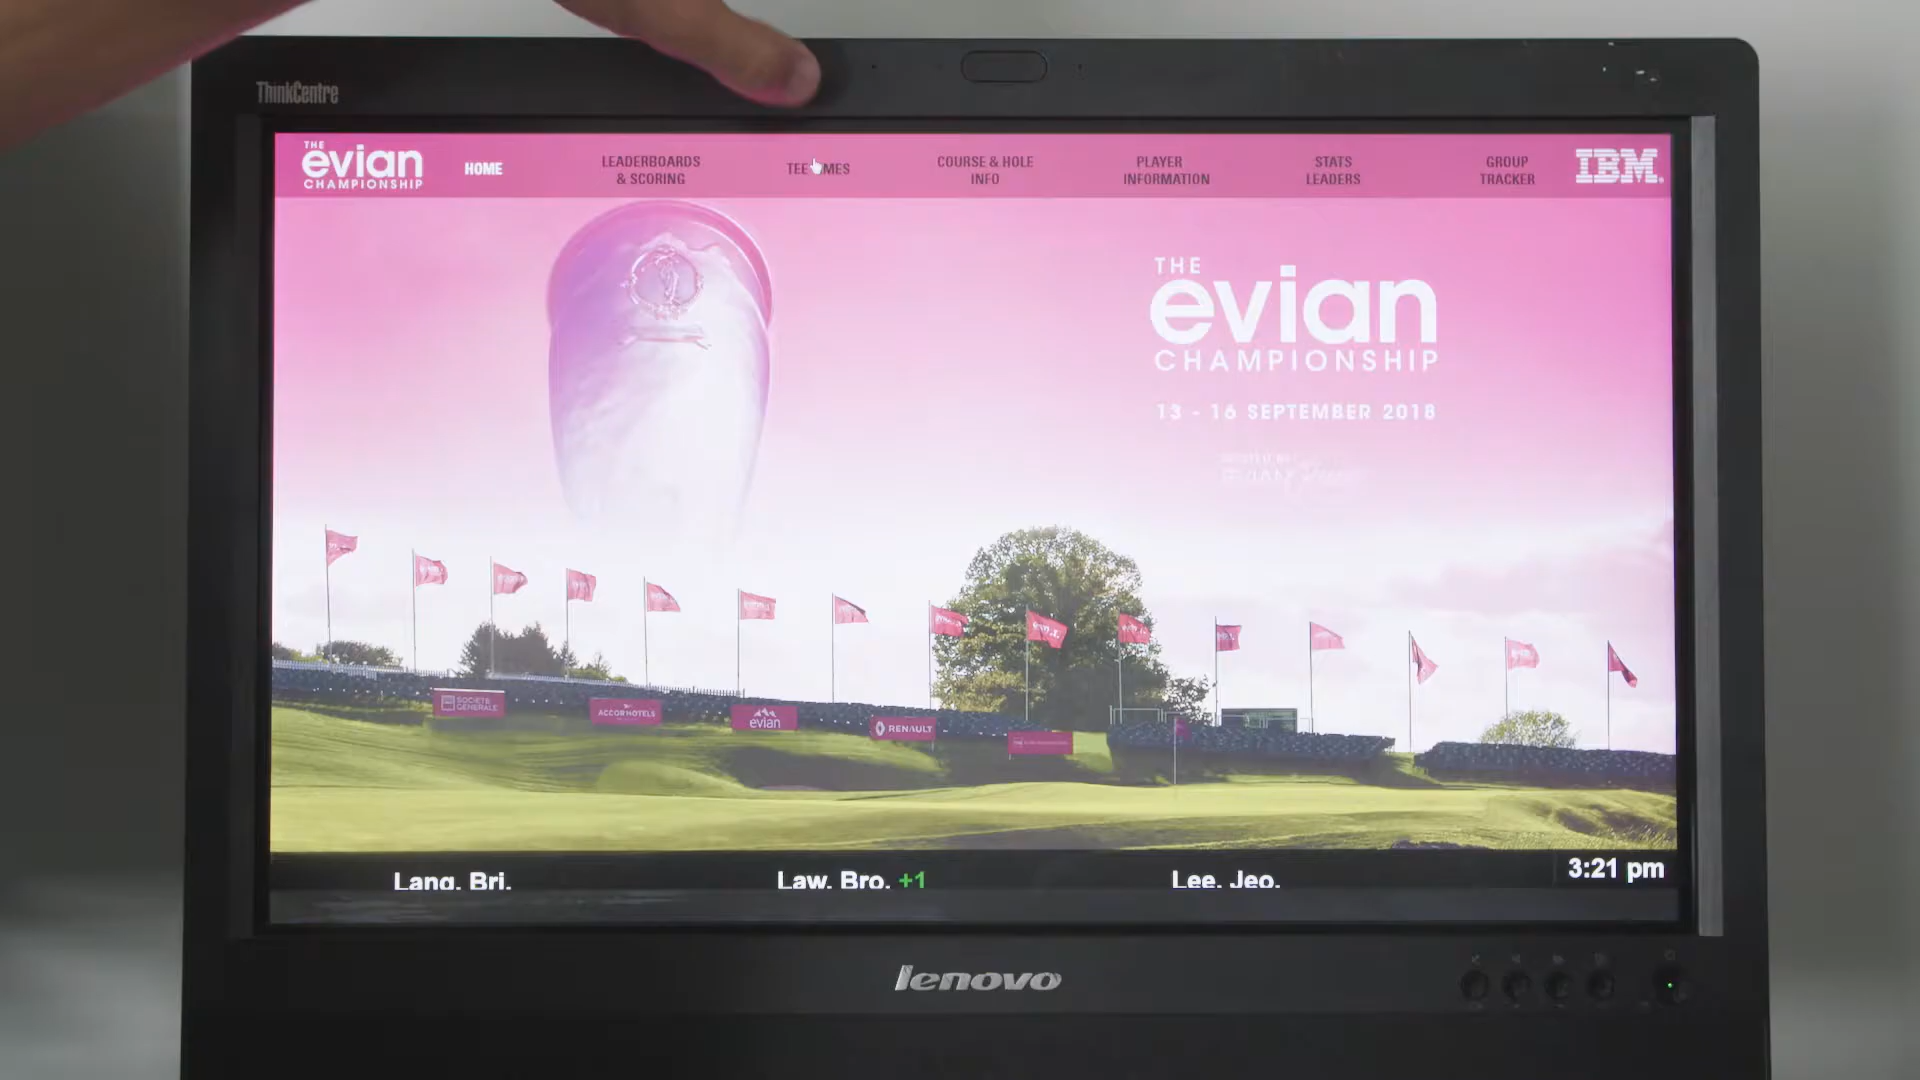 ThinkCentre
THE
evian
CHAMPIONSHIP
HOME
LEADERBOARDS
& SCORING
TEE
COURSE & HOLE
INFO
PLAYER
INFORMATION
STATS
LEADERS
GROUP
TRACKER
IBM
THE
evian
CHAMPIONSHIP
13 - 16 SEPTEMBER 2018
SOCIETE
GENERALE
ACCORHOTELS
evian
RENAULT
Lang, Bri.
Law, Bro. +1
Lee, Jeo.
3:21 pm
lenovo